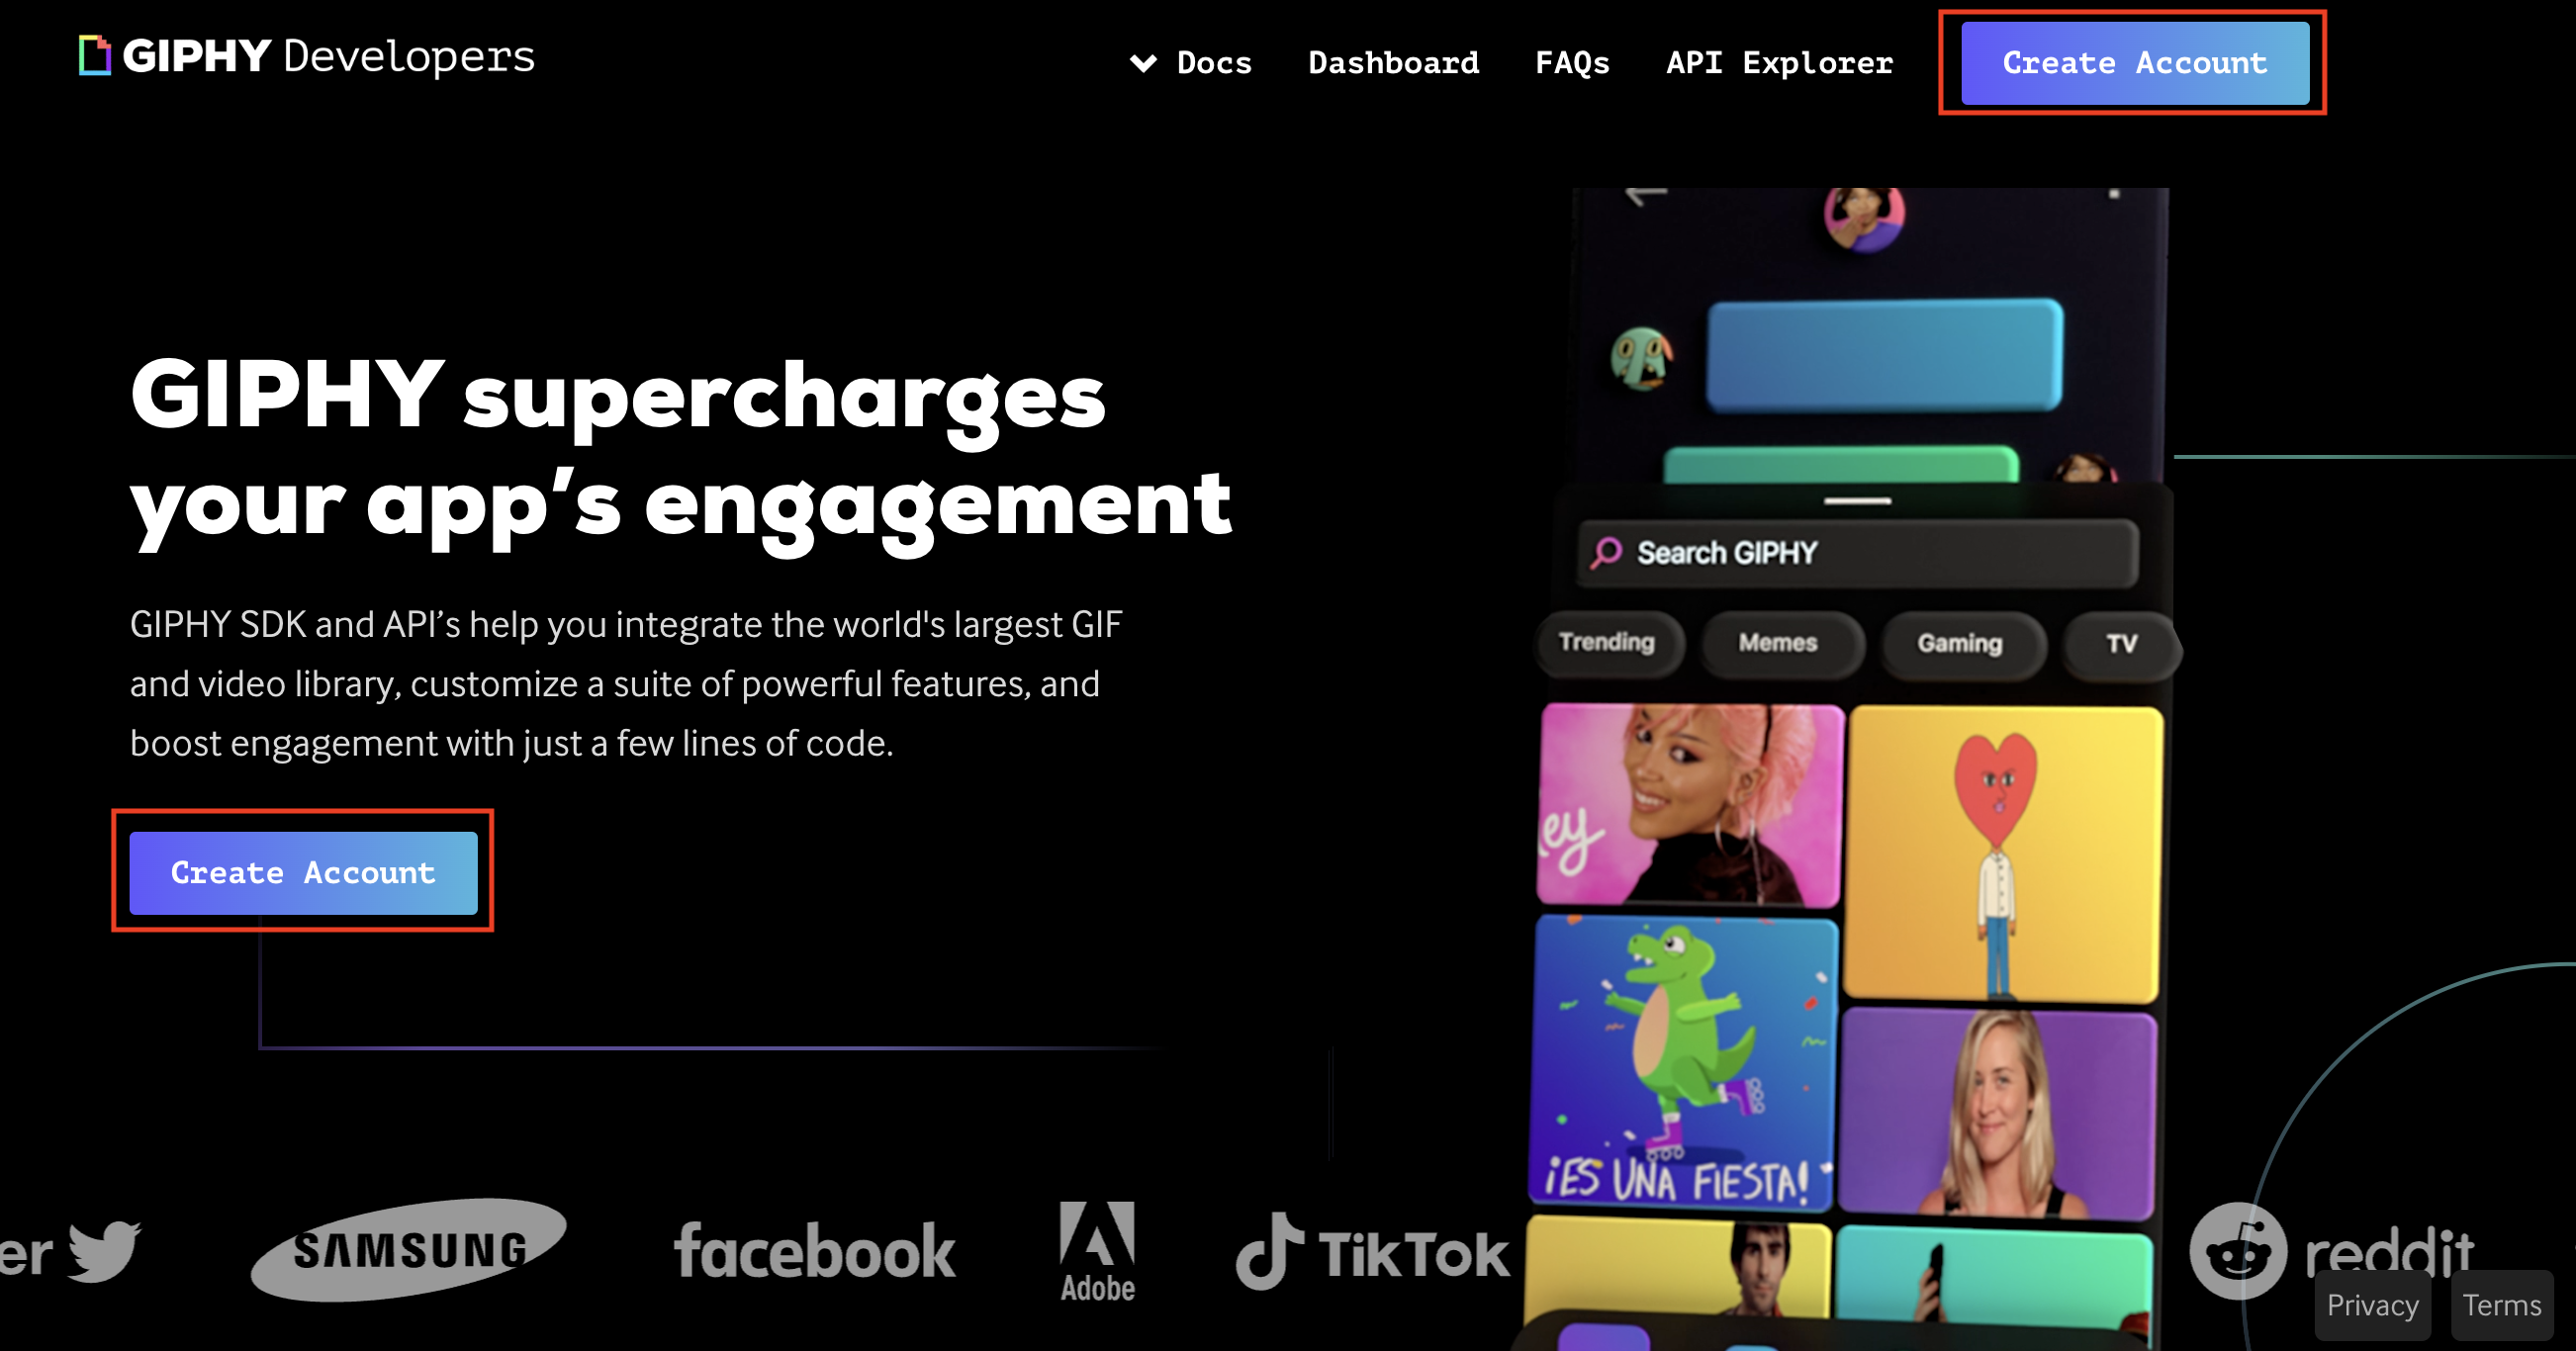 GIPHY Developers
Docs Dashboard FAQs API Explorer Create Account
GIPHY supercharges
your app’s engagement
GIPHY SDK and API’s help you integrate the world's largest GIF
and video library, customize a suite of powerful features, and
boost engagement with just a few lines of code.
Create Account
Search GIPHY
Trending Memes Gaming TV
ey
¡ES UNA FIESTA!
er SAMSUNG facebook Adobe TikTok reddit
Privacy Terms